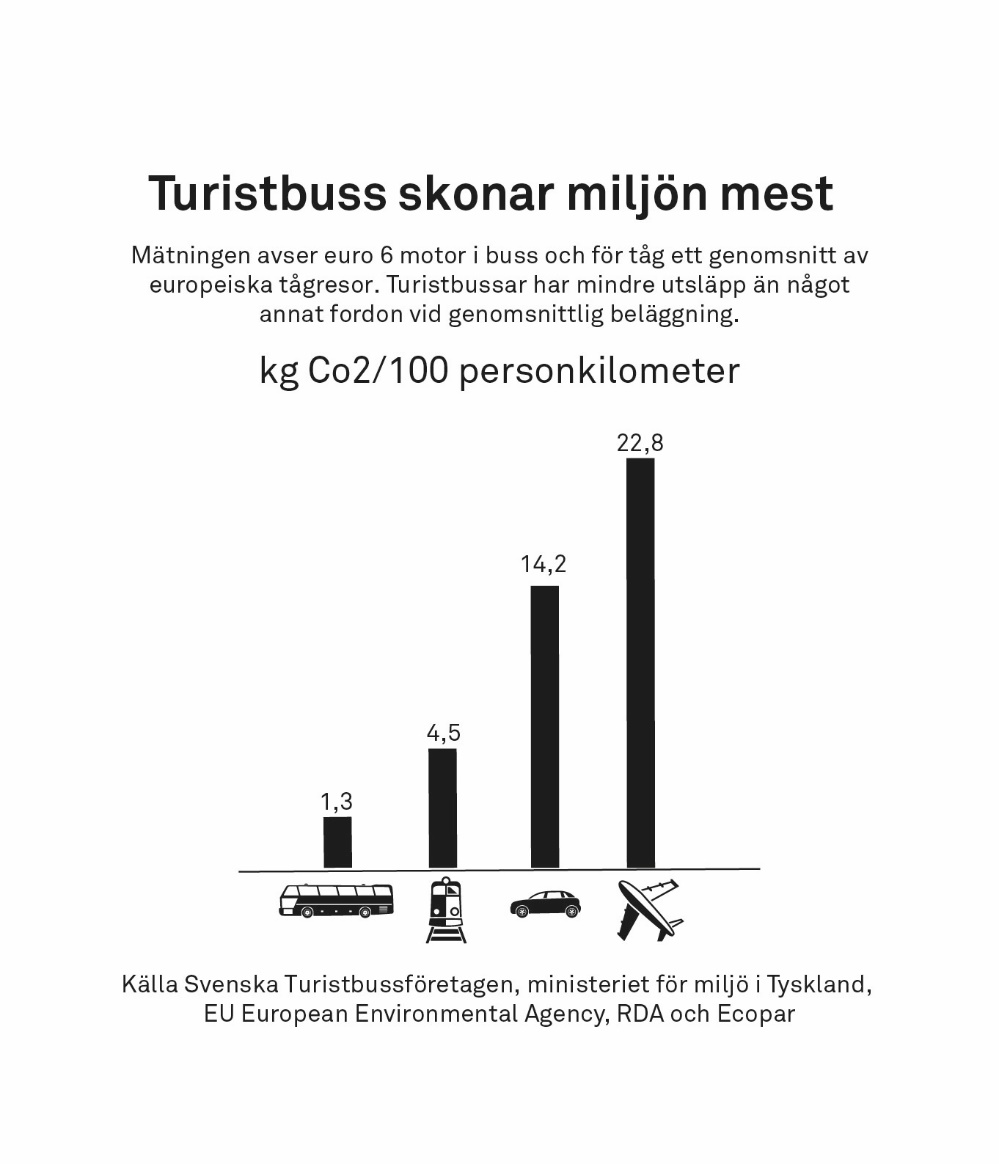 Turistbuss skonar miljön mest
Mätningen avser euro 6 motor i buss och för tåg ett genomsnitt av
europeiska tågresor. Turistbussar har mindre utsläpp än något
annat fordon vid genomsnittlig beläggning.
kg Co2/100 personkilometer
22,8
14,2
4,5
1,3
Källa Svenska Turistbussföretagen, ministeriet för miljö i Tyskland,
EU European Environmental Agency, RDA och Ecopar